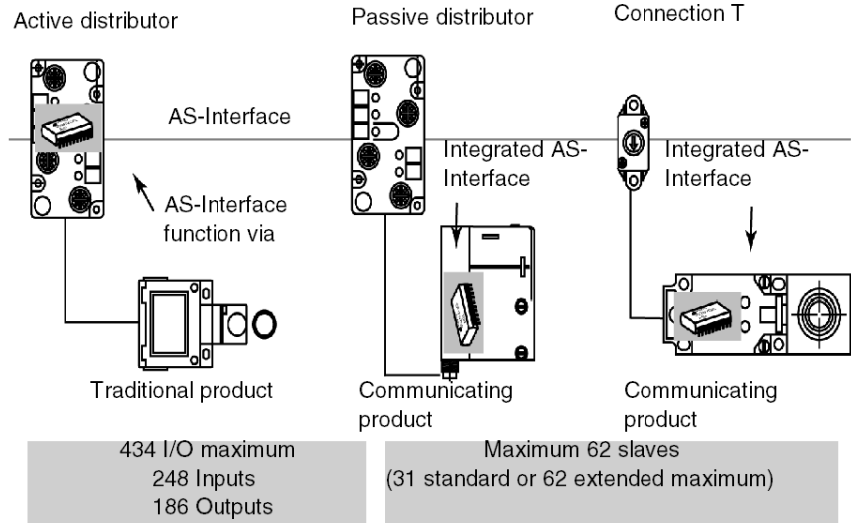 Active distributor
Passive distributor
Connection T
AS-Interface
Integrated AS-
Interface
Integrated AS-
Interface
AS-Interface
function via
Traditional product
Communicating
product
Communicating
product
434 I/O maximum
248 Inputs
186 Outputs
Maximum 62 slaves
(31 standard or 62 extended maximum)